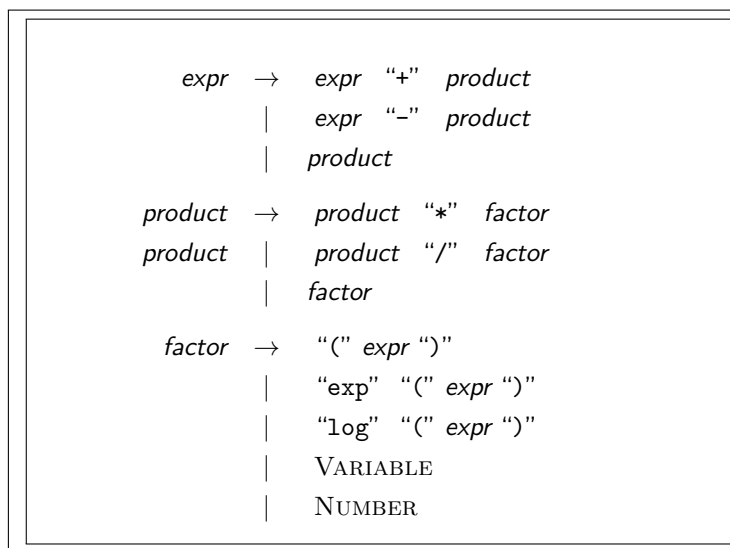 expr → expr “+” product
| expr “-” product
| product
product → product “*” factor
product | product “/” factor
| factor
factor → “(” expr “)”
| “exp” “(” expr “)”
| “log” “(” expr “)”
| VARIABLE
| NUMBER